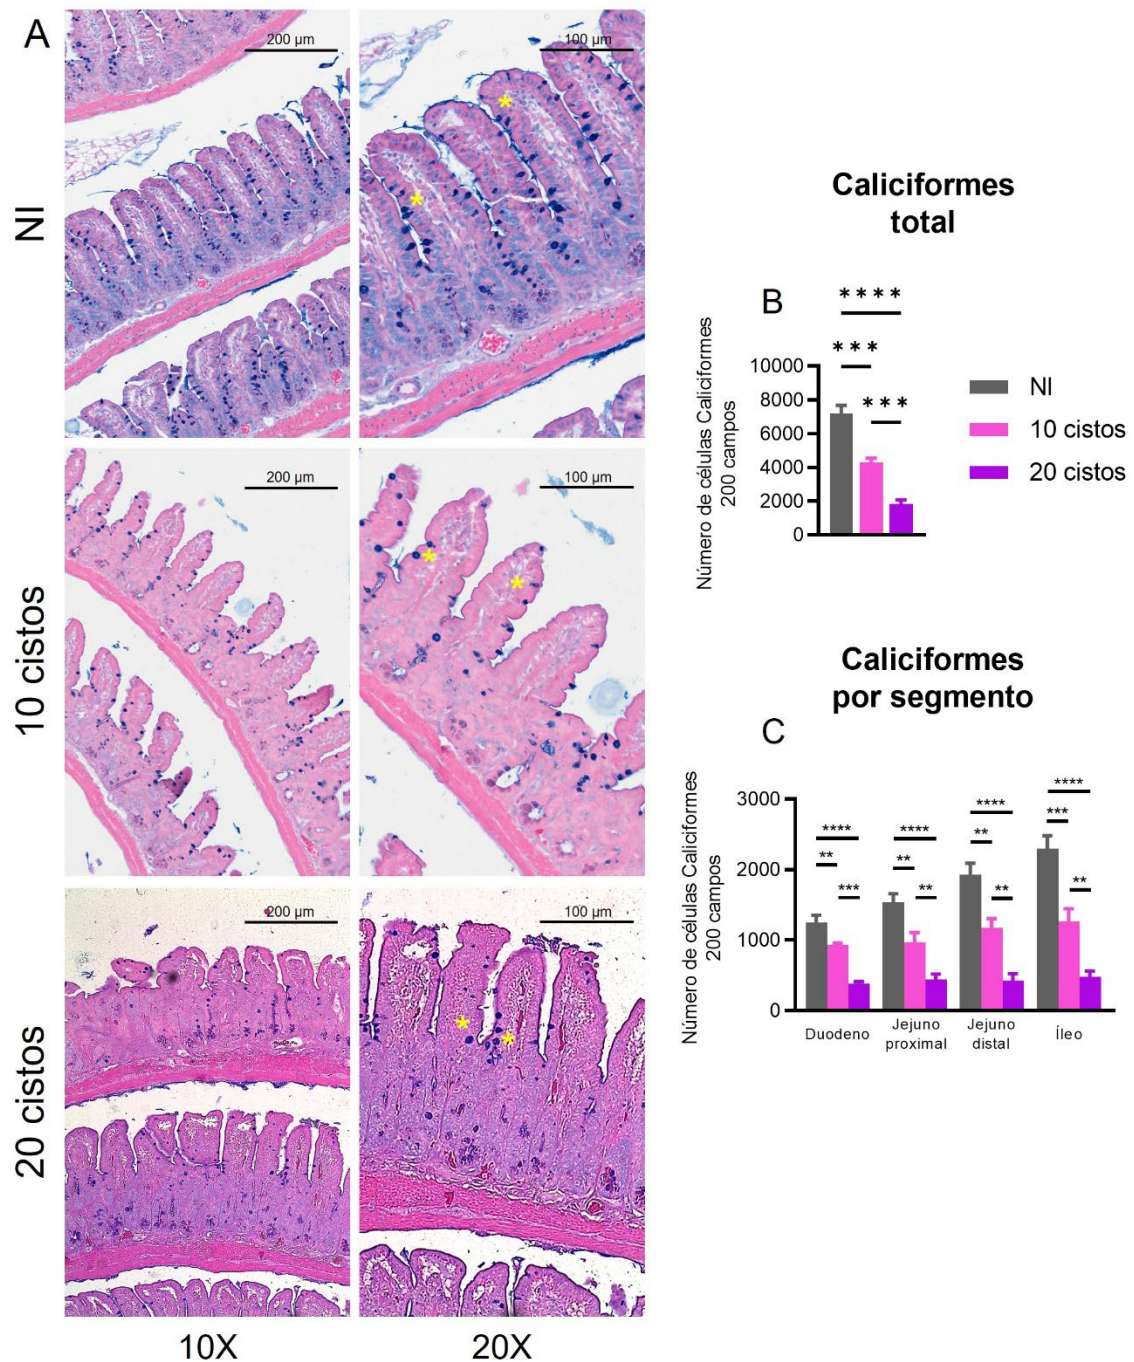 A
200 µm
100 µm
NI
200 µm
100 µm
10 cistos
200 µm
100 µm
20 cistos
10X
20X
Caliciformes
total
B
****
***
***
Número de células Caliciformes
200 campos
10000
8000
6000
4000
2000
0
NI
10 cistos
20 cistos
Caliciformes
por segmento
C
Número de células Caliciformes
200 campos
3000
2000
1000
0
****
**
***
****
**
**
****
**
**
****
***
**
Duodeno
Jejuno
proximal
Jejuno
distal
Íleo